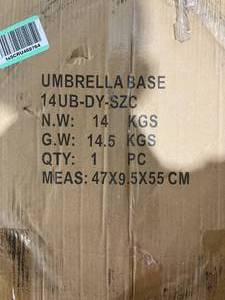 UMBRELLA BASE
14UB-DY-SZC
N.W: 14 KGS
G.W: 14.5 KGS
QTY: 1 PC
MEAS: 47X9.5X55 CM